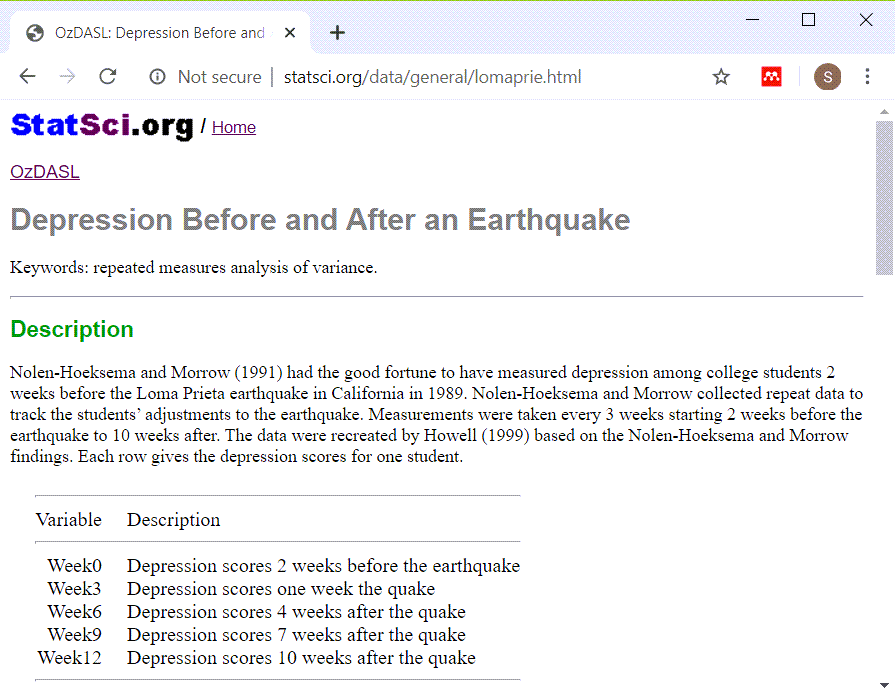 OzDASL: Depression Before and
Not secure | statsci.org/data/general/lomaprie.html
S
StatSci.org / Home
OzDASL
Depression Before and After an Earthquake
Keywords: repeated measures analysis of variance.
Description
Nolen-Hoeksema and Morrow (1991) had the good fortune to have measured depression among college students 2
weeks before the Loma Prieta earthquake in California in 1989. Nolen-Hoeksema and Morrow collected repeat data to
track the students’ adjustments to the earthquake. Measurements were taken every 3 weeks starting 2 weeks before the
earthquake to 10 weeks after. The data were recreated by Howell (1999) based on the Nolen-Hoeksema and Morrow
findings. Each row gives the depression scores for one student.
Variable Description
Week0 Depression scores 2 weeks before the earthquake
Week3 Depression scores one week the quake
Week6 Depression scores 4 weeks after the quake
Week9 Depression scores 7 weeks after the quake
Week12 Depression scores 10 weeks after the quake